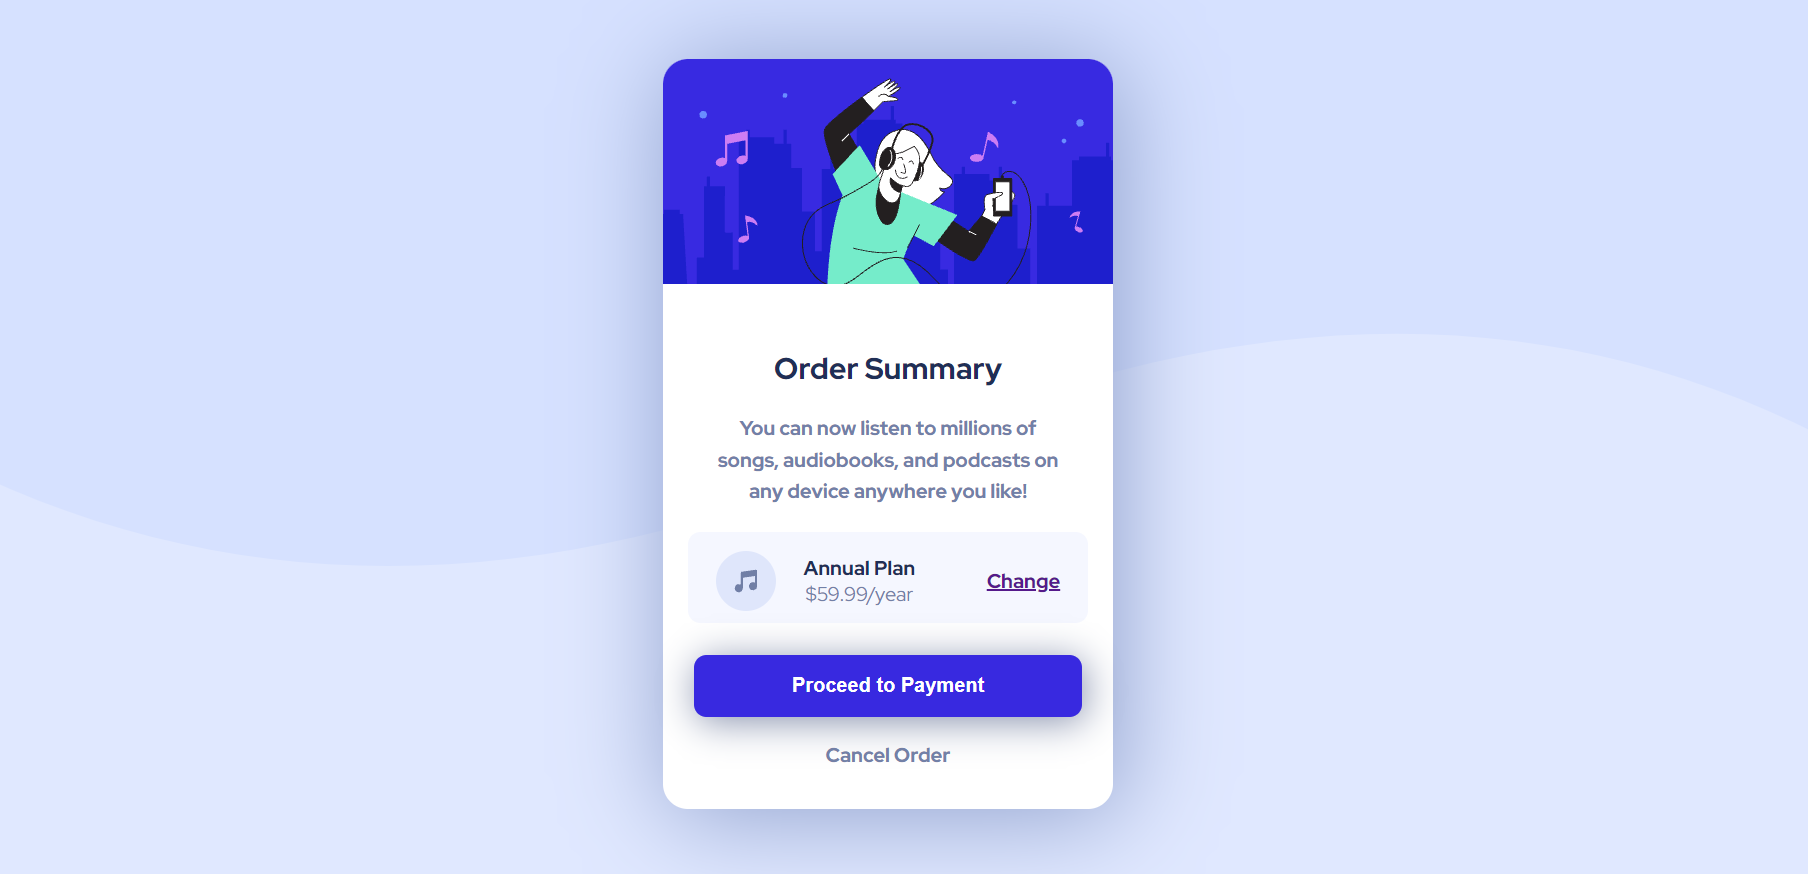 Order Summary
You can now listen to millions of
songs, audiobooks, and podcasts on
any device anywhere you like!
Annual Plan
$59.99/year
Change
Proceed to Payment
Cancel Order